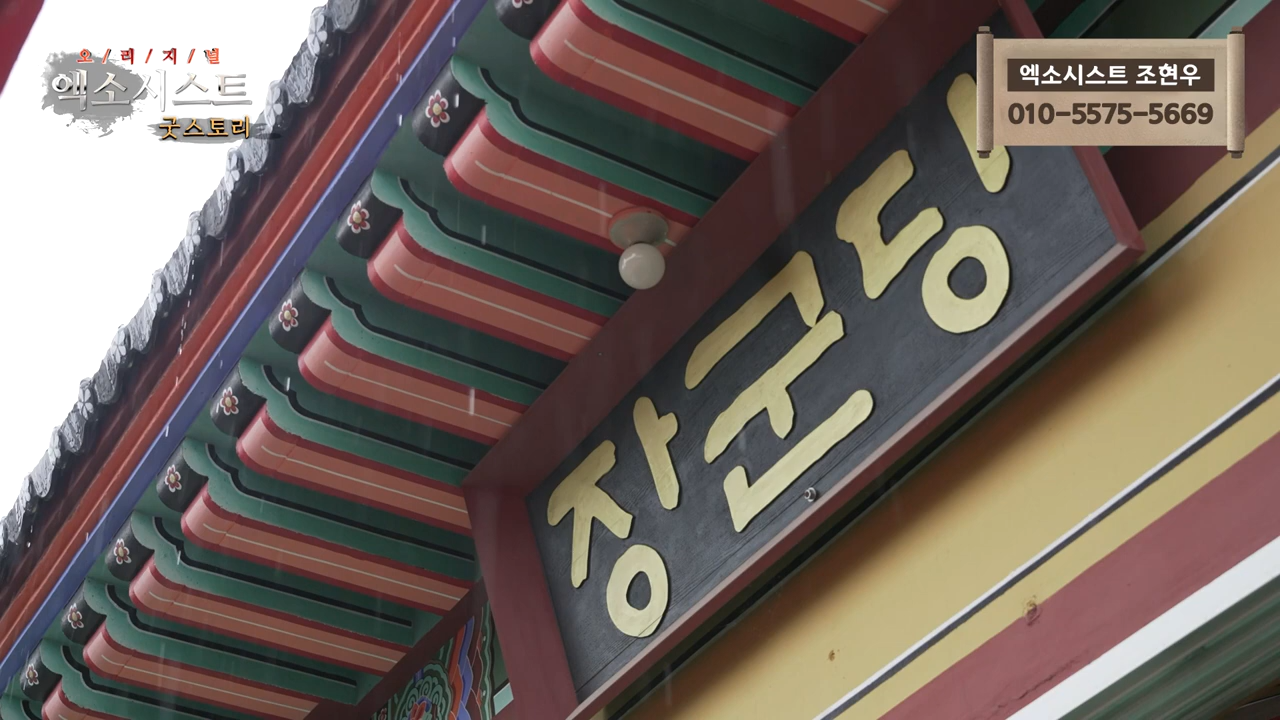 오/리/지/널
엑소시스트
굿스토리
엑소시스트 조현우
010-5575-5669
장군당